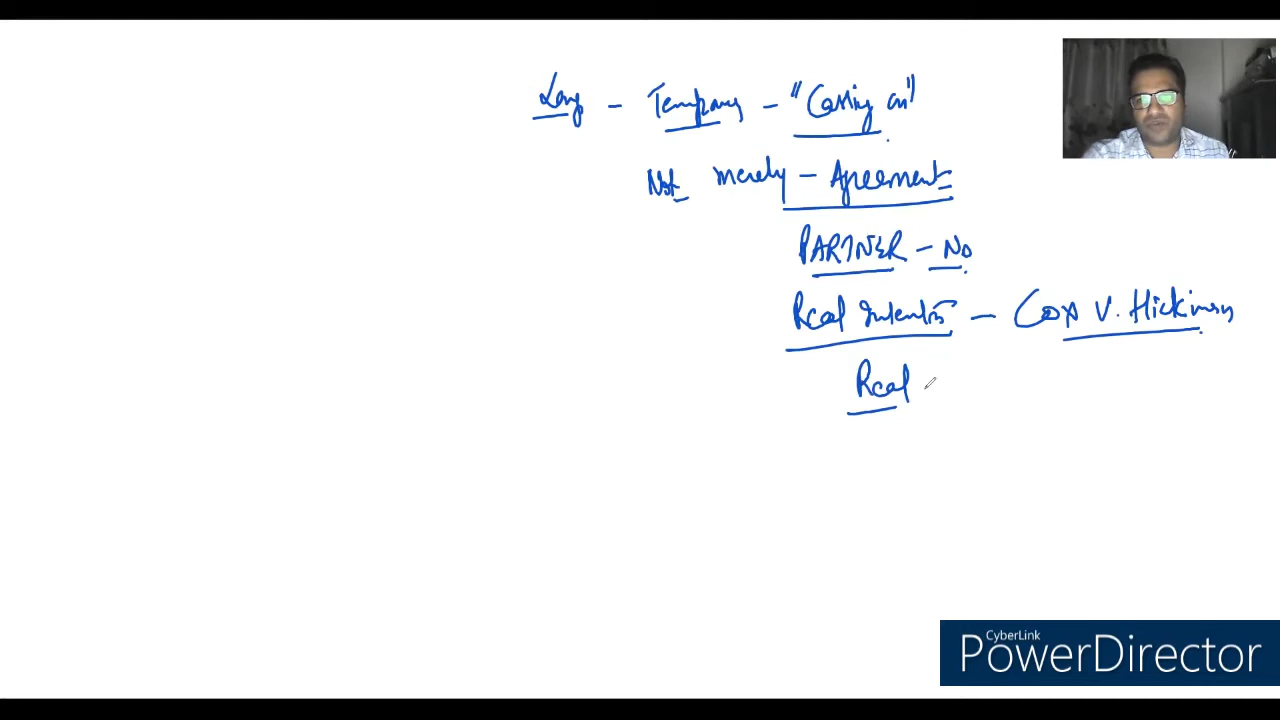 Long - Temporary - "Carrying on"
Not merely - Agreement
PARTNER - No
Real Intention - Cox V. Hickman
Real
CyberLink
PowerDirector